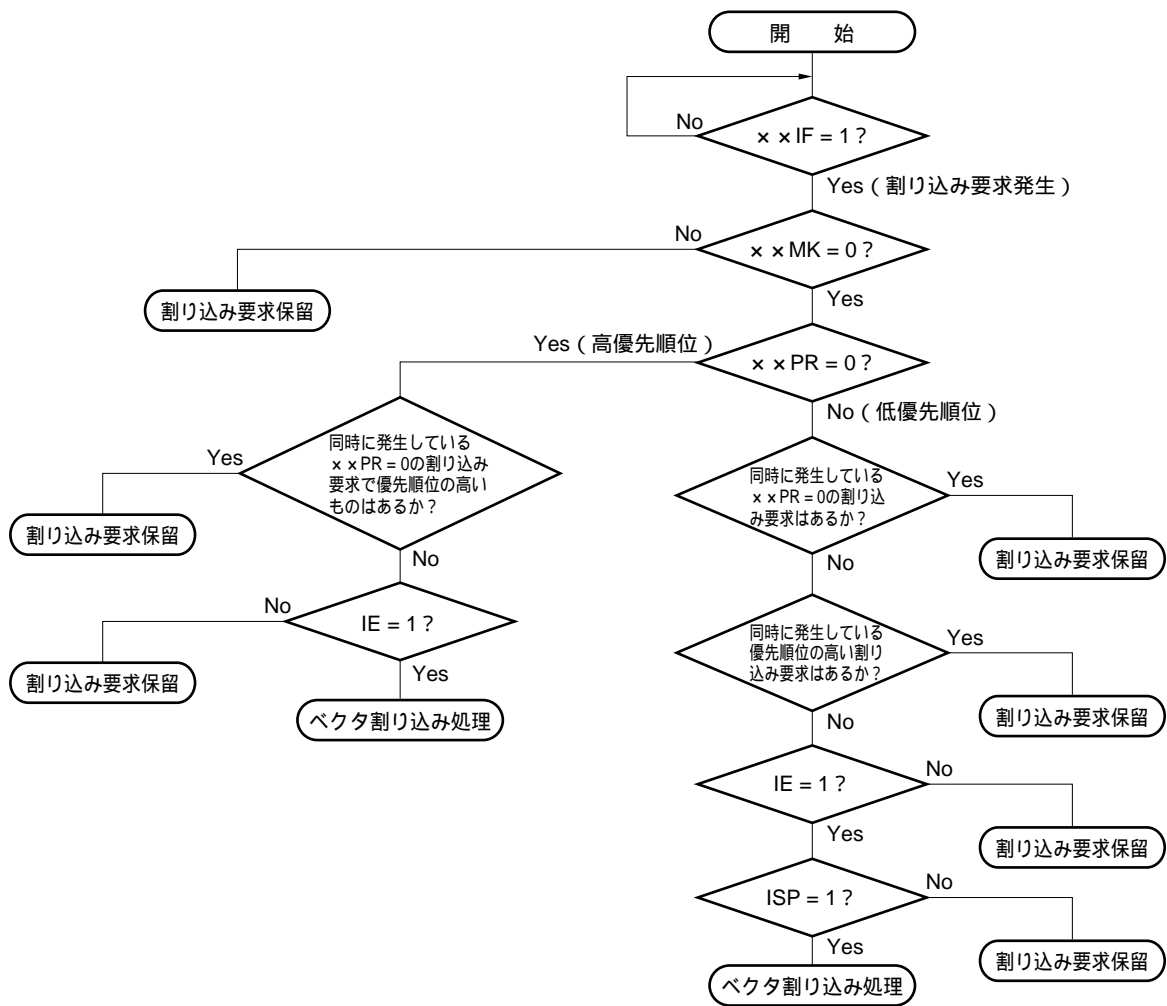 開　始
No
××IF = 1 ?
Yes ( 割り込み要求発生 )
No
××MK = 0 ?
割り込み要求保留
Yes
Yes ( 高優先順位 )
××PR = 0 ?
No ( 低優先順位 )
同時に発生している
××PR = 0の割り込み
要求で優先順位の高い
ものはあるか？
Yes
割り込み要求保留
No
同時に発生している
××PR = 0の割り込
み要求はあるか？
Yes
割り込み要求保留
No
No
IE = 1 ?
割り込み要求保留
Yes
ベクタ割り込み処理
同時に発生している
優先順位の高い割り
込み要求はあるか？
Yes
割り込み要求保留
No
IE = 1 ?
No
割り込み要求保留
Yes
ISP = 1 ?
No
割り込み要求保留
Yes
ベクタ割り込み処理